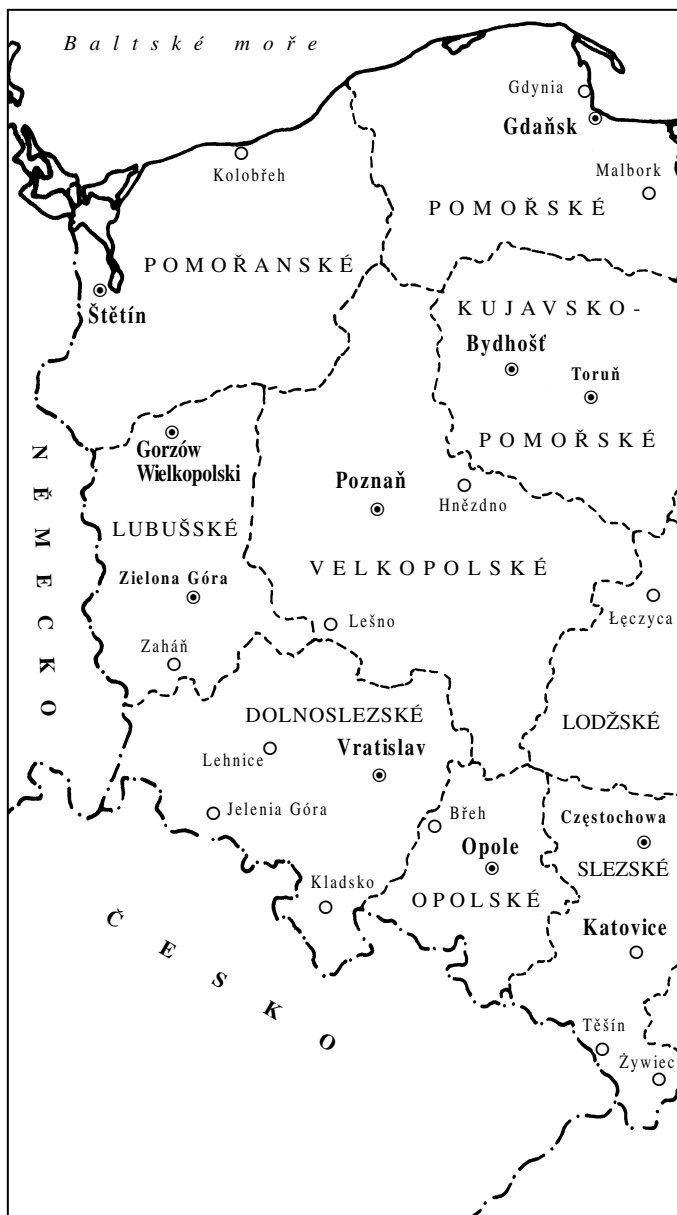 Baltské moře
Gdynia
Gdaňsk
Kolobřeh
Malbork
POMOŘSKÉ
POMOŘANSKÉ
Štětín
KUJAVSKO-
Bydhošť
Toruň
POMOŘSKÉ
Gorzów
Wielkopolski
Poznaň
Hnězdno
LUBUŠSKÉ
VELKOPOLSKÉ
Zielona Góra
Łęczyca
Lešno
Zaháň
NĚMECKO
DOLNOSLEZSKÉ
LODŽSKÉ
Lehnice
Vratislav
Jelenia Góra
Břeh
Częstochowa
Opole
SLEZSKÉ
Kladsko
OPOLSKÉ
Katovice
ČESKO
Těšín
Żywiec